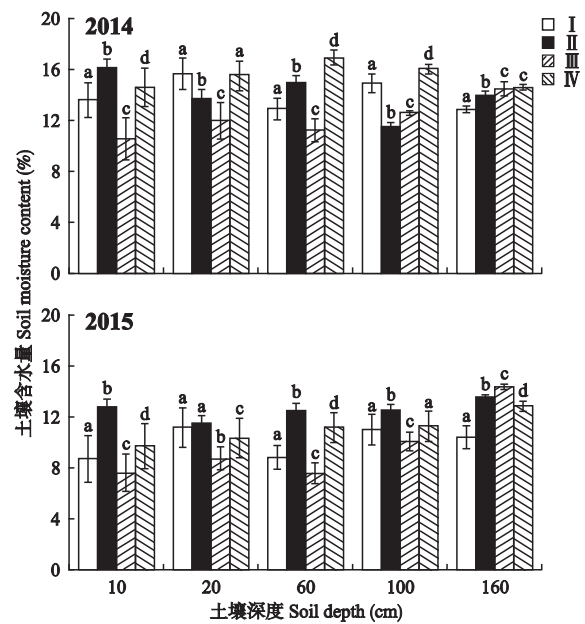 2014
20
16
12
8
4
0
a b c d
a b c a
a b c d
a b c d
a b c c
Ⅰ
Ⅱ
Ⅲ
Ⅳ
土壤含水量 Soil moisture content (%)
2015
20
16
12
8
4
0
a b c d
a a b c
a b c d
a b c a
a b c d
10 20 60 100 160
土壤深度 Soil depth (cm)